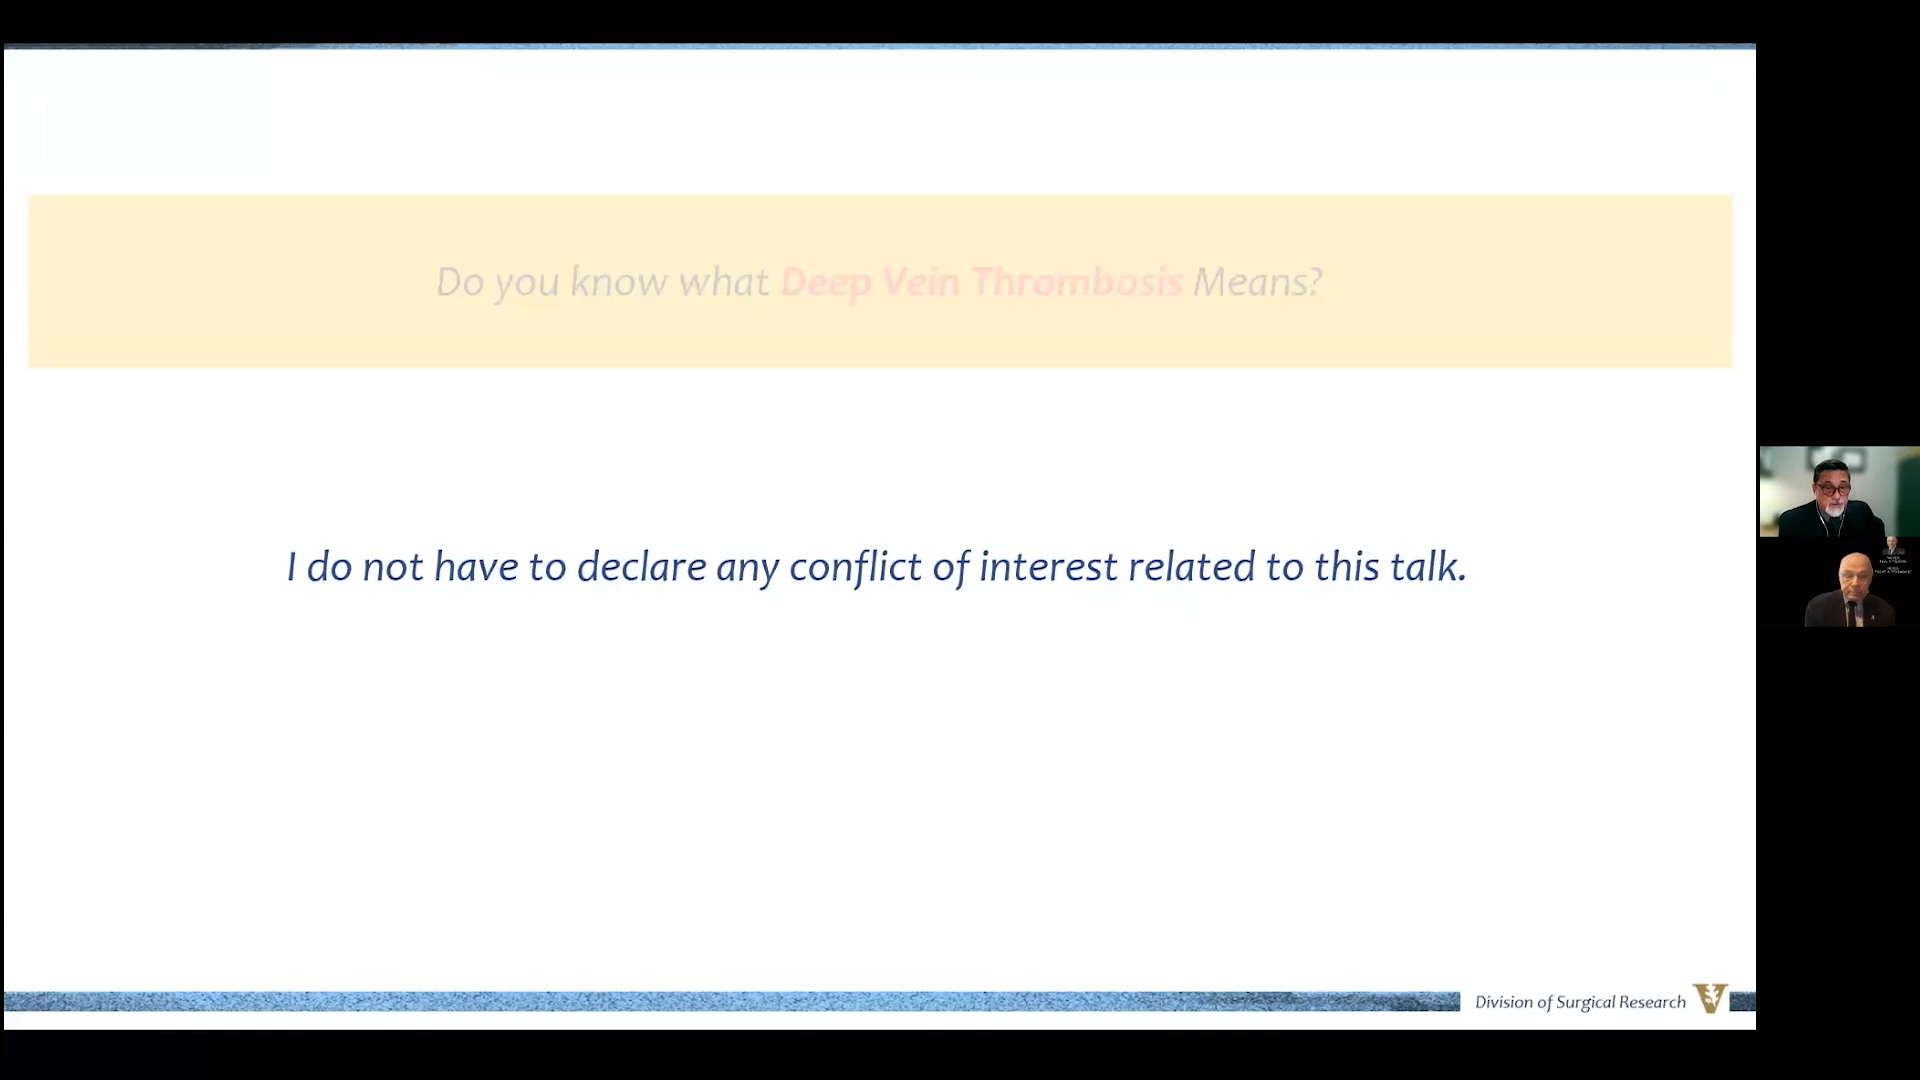 Do you know what Deep Vein Thrombosis Means?
I do not have to declare any conflict of interest related to this talk.
Division of Surgical Research